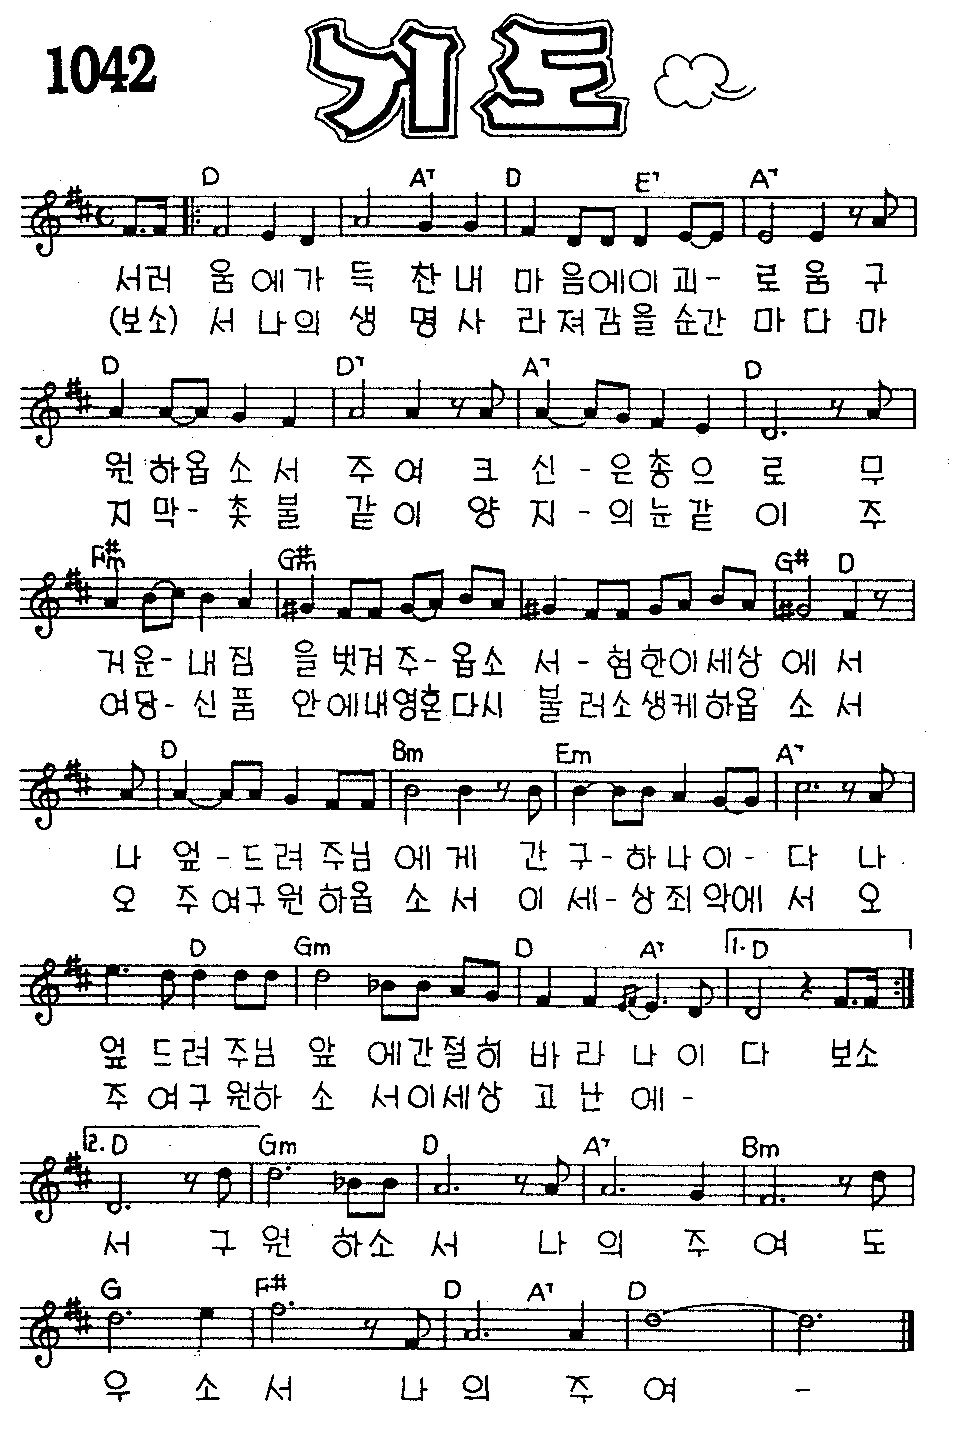 1042 기도
D A7 D E7 A7
서러 움에가 득 찬내 마 음에이괴- 로 움 구
(보소) 서 나의 생 명 사 라 져감을 순간 마 다 마
D D7 A7 D
원 하옵 소 서 주 여 크 신 - 은총 으 로 무
지 막- 촛 불 같 이 양 지 - 의눈 같 이 주
F#m G#m G# D
거 운- 내 짐 을 벗겨 주- 옵소 서 - 험한이세상 에 서
여 당- 신 품 안에내영혼다시 불 러소생케하옵 소 서
D Bm Em A7
나 엎 - 드려 주님 에 게 간 구-하나이- 다 나
오 주 여구 원 하옵 소 서 이 세-상 죄악에 서 오
D Gm D A7 1. D
엎 드려 주님 앞 에간절히 바 라 나 이 다 보소
주 여구 원하 소 서이세상 고 난 에 -
2. D Gm D A7 Bm
서 구 원 하소 서 나 의 주 여 도
G F# D A7 D
우 소 서 나 의 주 여 -